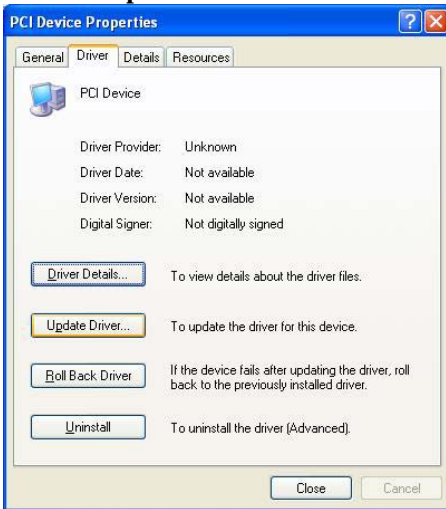 PCI Device Properties
General Driver Details Resources
PCI Device
Driver Provider: Unknown
Driver Date: Not available
Driver Version: Not available
Digital Signer: Not digitally signed
Driver Details... To view details about the driver files.
Update Driver... To update the driver for this device.
Roll Back Driver If the device fails after updating the driver, roll
back to the previously installed driver.
Uninstall To uninstall the driver (Advanced).
Close Cancel